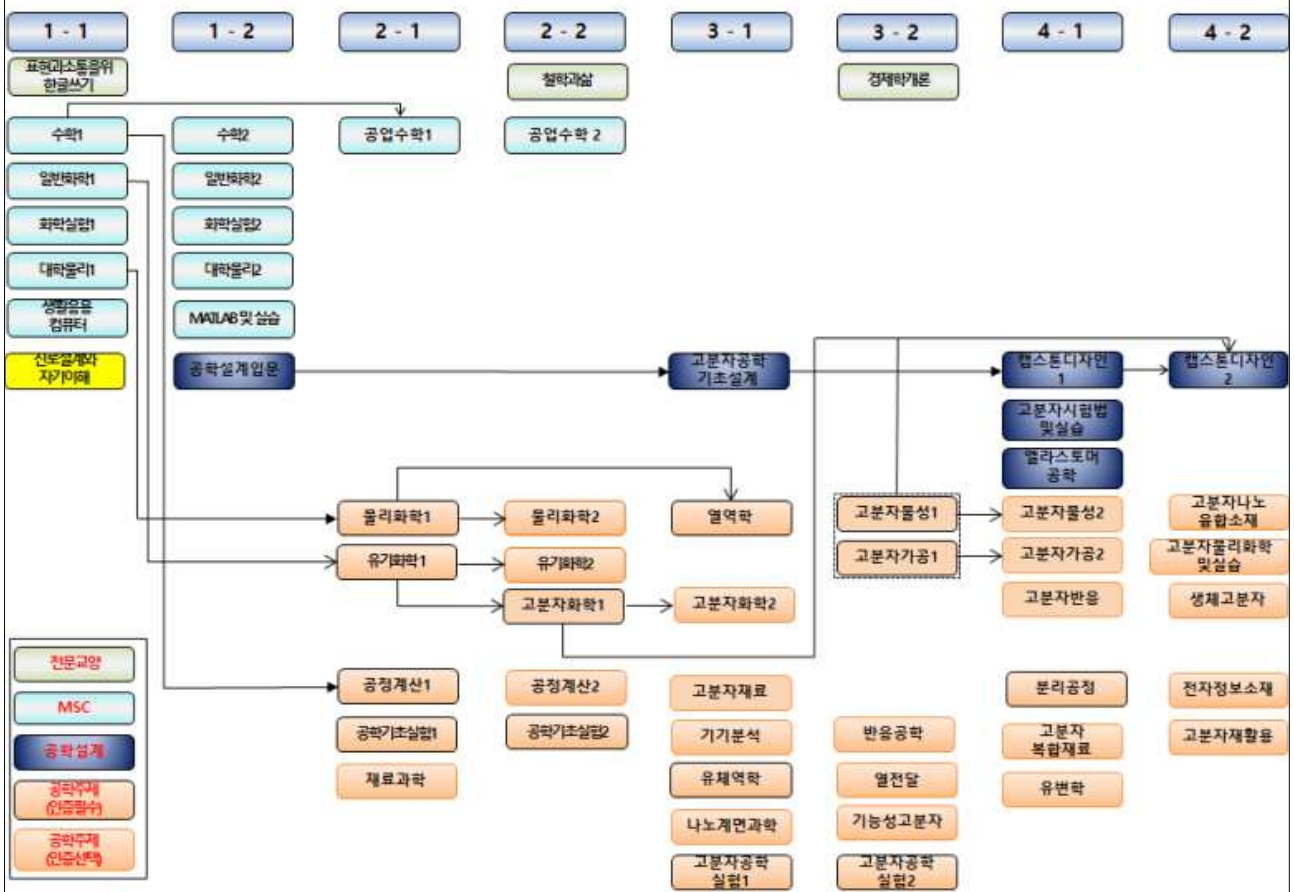 1 - 1
1 - 2
2 - 1
2 - 2
3 - 1
3 - 2
4 - 1
4 - 2
표현과소통을위
한글쓰기
철학과삶
경제학개론
수학1
수학2
공업수학1
공업수학 2
일반화학1
일반화학2
화학실험1
화학실험2
대학물리1
대학물리2
생활응용
컴퓨터
MATLAB 및 실습
진로설계와
자기이해
공학설계입문
고분자공학
기초설계
캡스톤디자인
1
캡스톤디자인
2
고분자시험법
및실습
엘라스토머
공학
물리화학1
물리화학2
열역학
고분자물성1
고분자물성2
고분자나노
융합소재
유기화학1
유기화학2
고분자가공1
고분자가공2
고분자물리화학
및실습
고분자화학1
고분자화학2
고분자반응
생체고분자
전문교양
MSC
공학설계
공학주제
(인증필수)
공학주제
(인증선택)
공정계산1
공정계산2
고분자재료
분리공정
전자정보소재
공학기초실험1
공학기초실험2
기기분석
반응공학
고분자
복합재료
고분자재활용
재료과학
유체역학
열전달
유변학
나노계면과학
기능성고분자
고분자공학
실험1
고분자공학
실험2